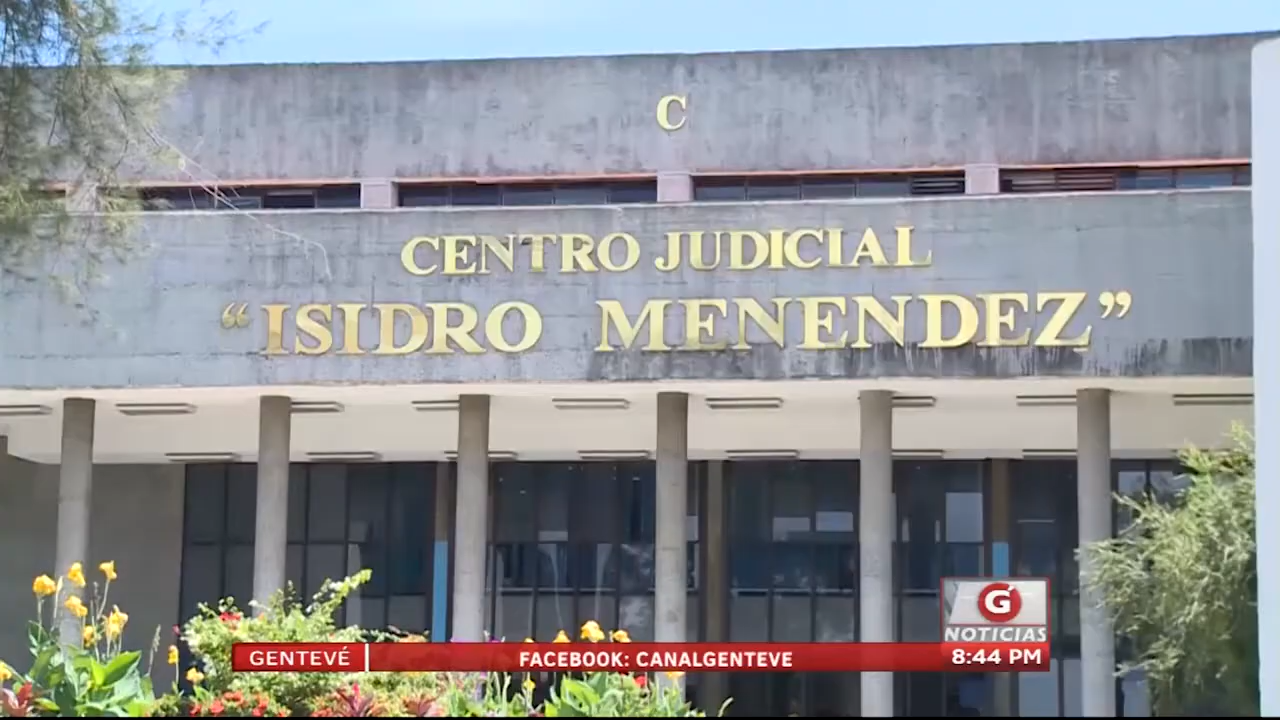 C
CENTRO JUDICIAL
“ISIDRO MENENDEZ”
G
NOTICIAS
GENTEVÉ
FACEBOOK: CANALGENTEVE
8:44 PM